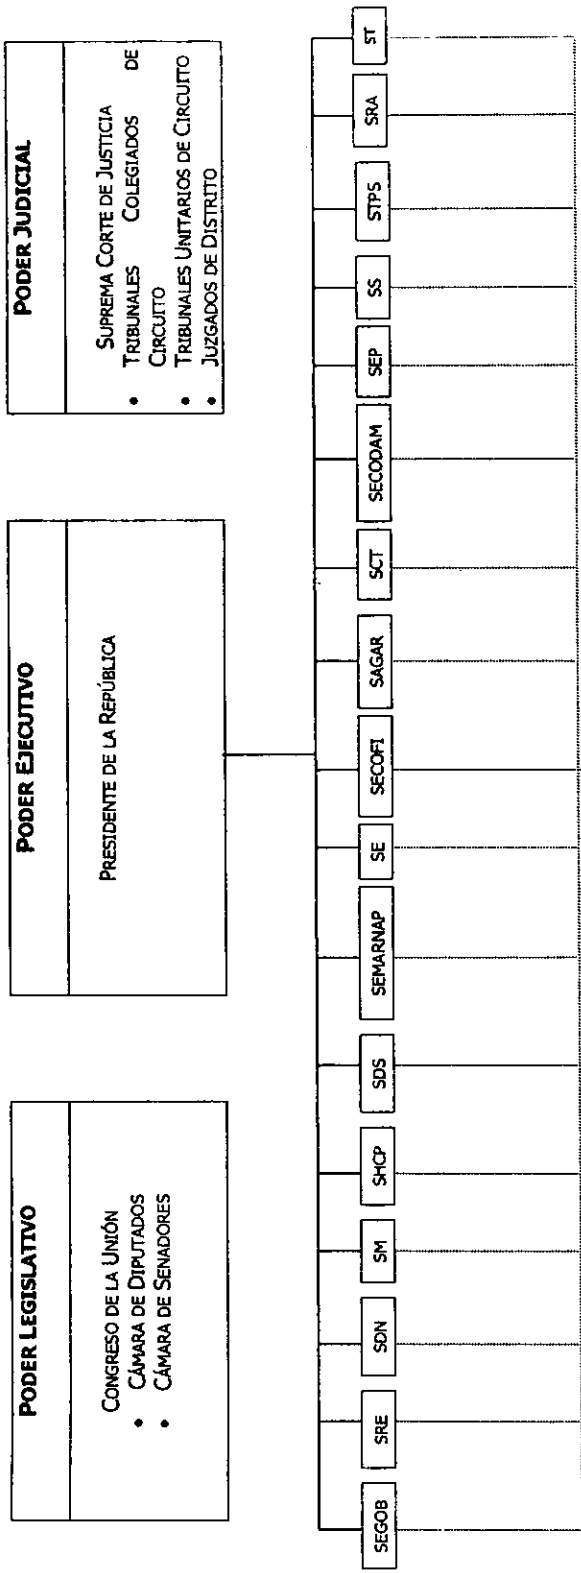 PODER LEGISLATIVO
CONGRESO DE LA UNIÓN
• CÁMARA DE DIPUTADOS
• CÁMARA DE SENADORES
PODER EJECUTIVO
PRESIDENTE DE LA REPÚBLICA
PODER JUDICIAL
SUPREMA CORTE DE JUSTICIA
• TRIBUNALES COLEGIADOS DE
CIRCUITO
• TRIBUNALES UNITARIOS DE CIRCUITO
• JUZGADOS DE DISTRITO
SEGOB
SRE
SDN
SM
SHCP
SDS
SEMARNAP
SE
SECOFI
SAGAR
SCT
SECODAM
SEP
SS
STPS
SRA
ST